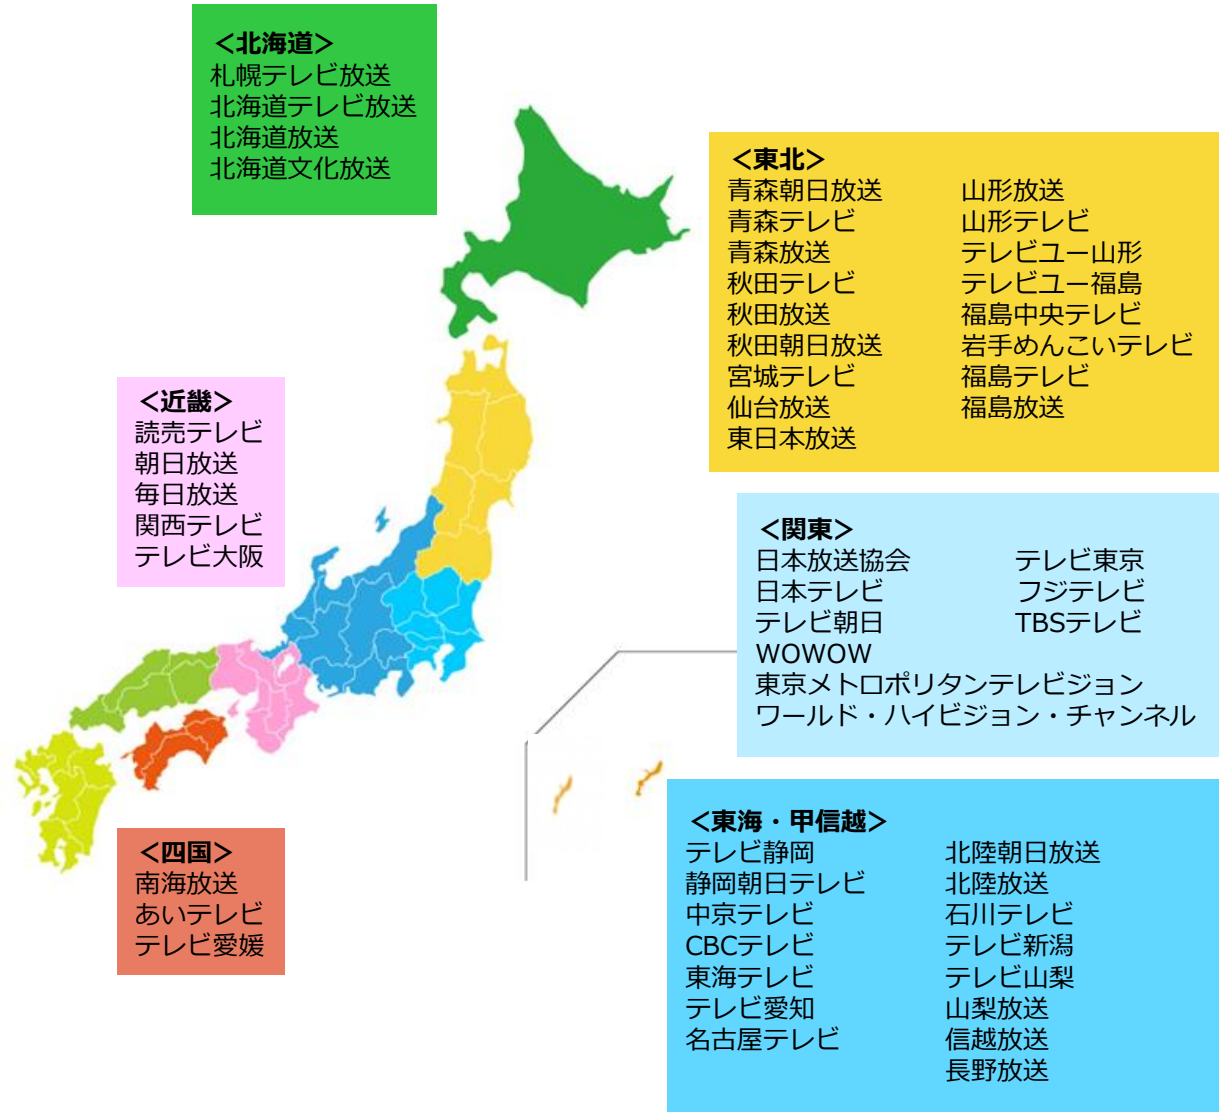 ＜北海道＞
札幌テレビ放送
北海道テレビ放送
北海道放送
北海道文化放送
＜東北＞
青森朝日放送
青森テレビ
青森放送
秋田テレビ
秋田放送
秋田朝日放送
宮城テレビ
仙台放送
東日本放送
山形放送
山形テレビ
テレビユー山形
テレビユー福島
福島中央テレビ
岩手めんこいテレビ
福島テレビ
福島放送
＜近畿＞
読売テレビ
朝日放送
毎日放送
関西テレビ
テレビ大阪
＜関東＞
日本放送協会
日本テレビ
テレビ朝日
WOWOW
東京メトロポリタンテレビジョン
ワールド・ハイビジョン・チャンネル
テレビ東京
フジテレビ
TBSテレビ
＜四国＞
南海放送
あいテレビ
テレビ愛媛
＜東海・甲信越＞
テレビ静岡
静岡朝日テレビ
中京テレビ
CBCテレビ
東海テレビ
テレビ愛知
名古屋テレビ
北陸朝日放送
北陸放送
石川テレビ
テレビ新潟
テレビ山梨
山梨放送
信越放送
長野放送